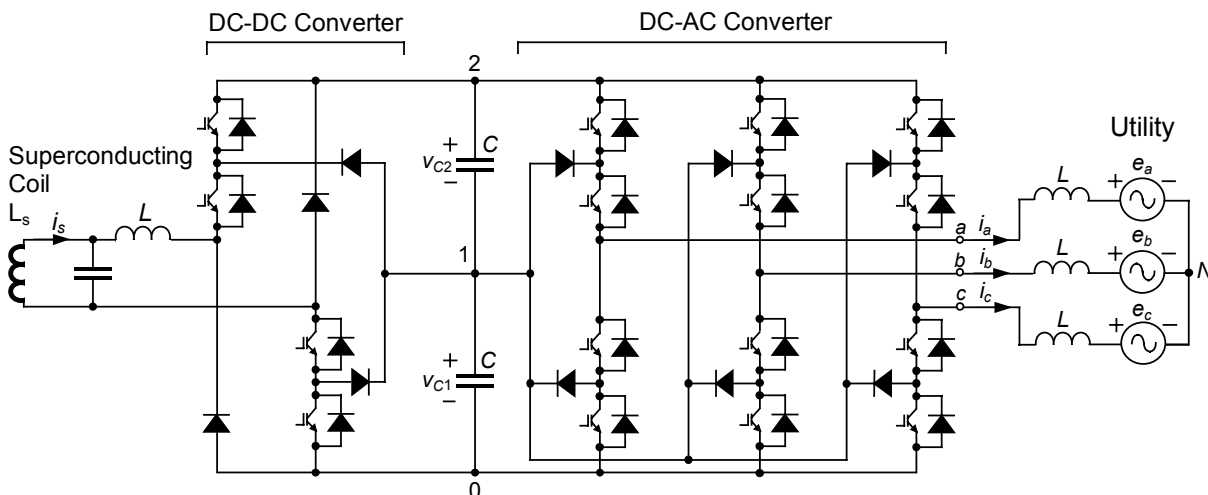 DC-DC Converter
DC-AC Converter
2
Utility
Superconducting
Coil
Ls
is
L
+
vC2
−
C
1
+
vC1
−
C
0
a
ia
L
+
ea
−
b
ib
L
+
eb
−
N
c
ic
L
+
ec
−